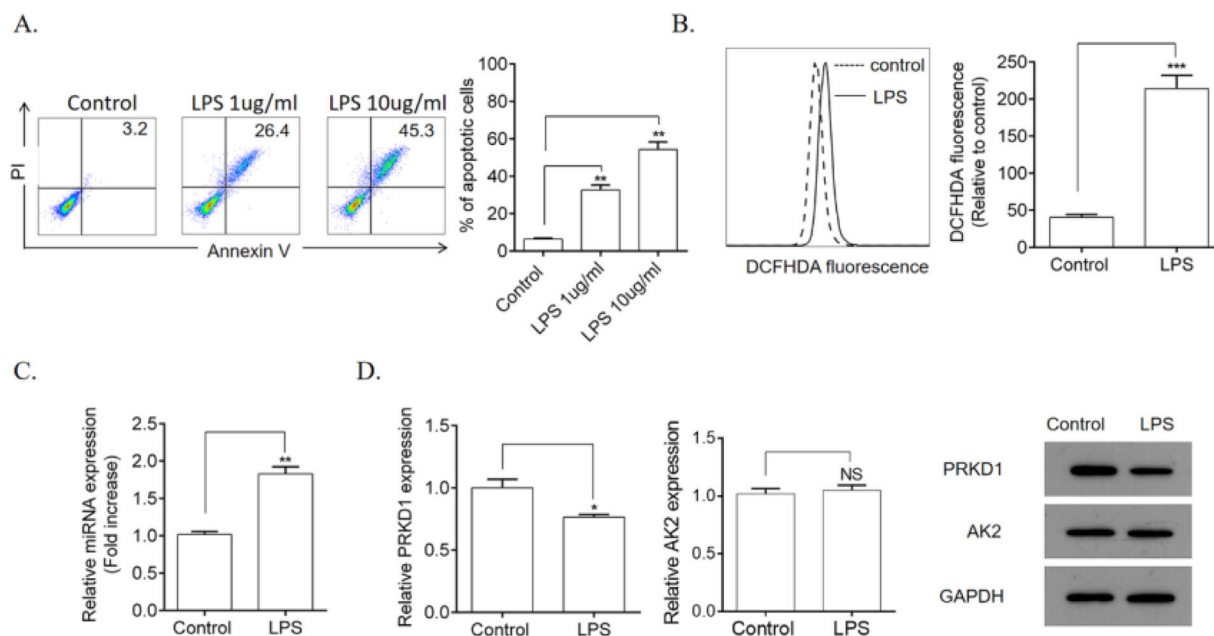 A.
Control
LPS 1ug/ml
LPS 10ug/ml
3.2
26.4
45.3
PI
Annexin V
% of apoptotic cells
100
80
60
40
20
0
**
**
Control
LPS 1ug/ml
LPS 10ug/ml
B.
control
LPS
DCFHDA fluorescence
DCFHDA fluorescence
(Relative to control)
250
200
150
100
50
0
***
Control
LPS
C.
Relative miRNA expression
(Fold increase)
2.5
2.0
1.5
1.0
0.5
0.0
**
Control
LPS
D.
Relative PRKD1 expression
1.5
1.0
0.5
0.0
*
Control
LPS
Relative AK2 expression
1.5
1.0
0.5
0.0
NS
Control
LPS
Control
LPS
PRKD1
AK2
GAPDH